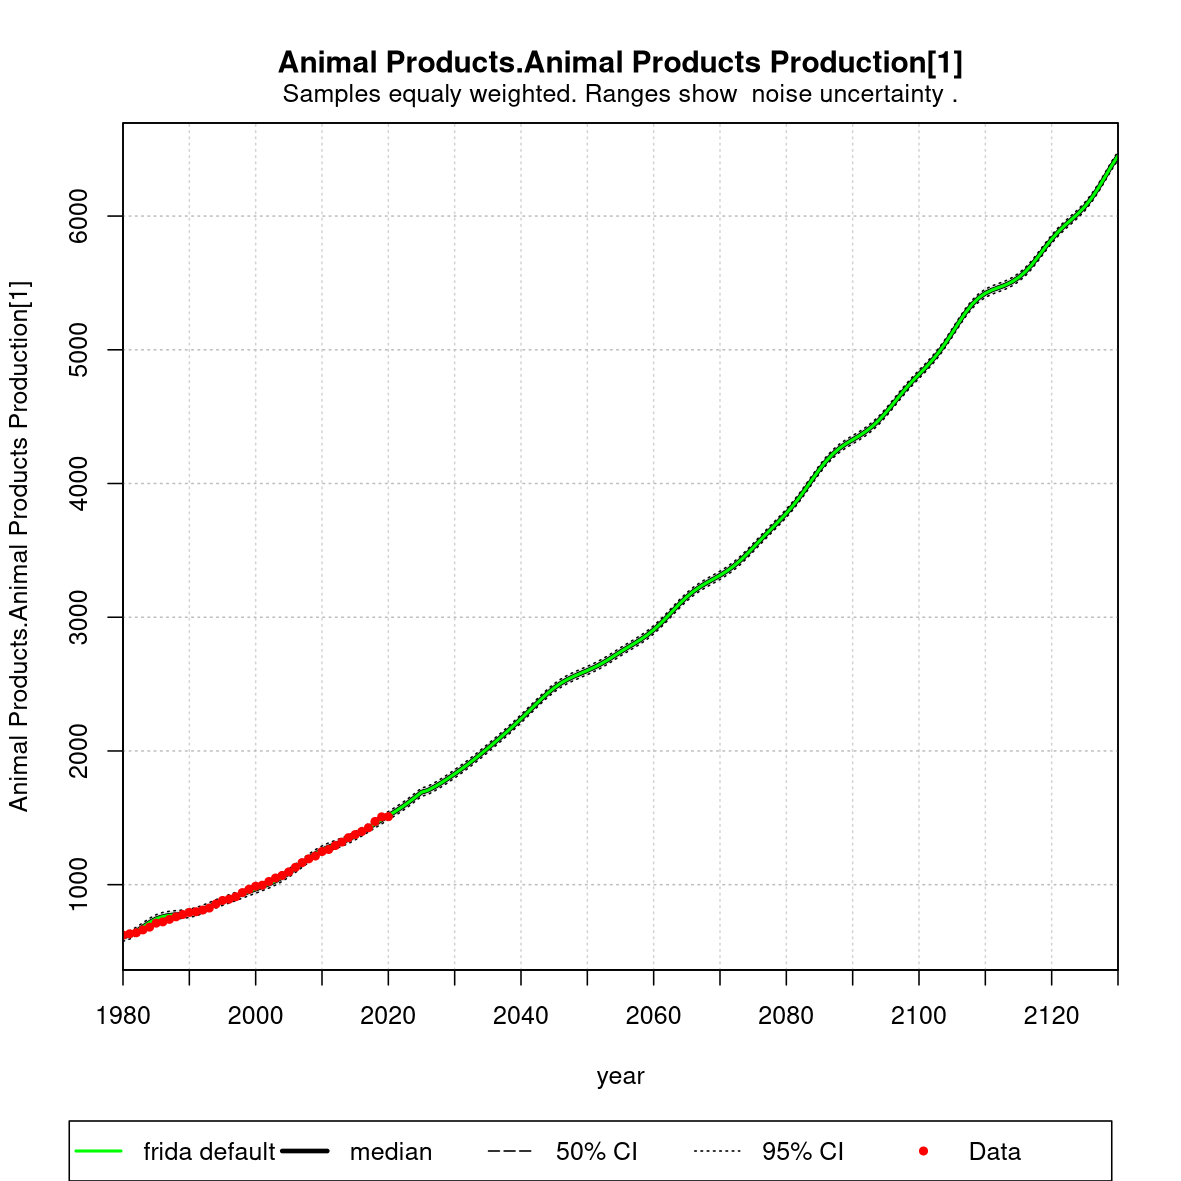 Animal Products.Animal Products Production[1]
Samples equaly weighted. Ranges show  noise uncertainty .
Animal Products.Animal Products Production[1]
6000
5000
4000
3000
2000
1000
1980 2000 2020 2040 2060 2080 2100 2120
year
frida default median 50% CI 95% CI Data